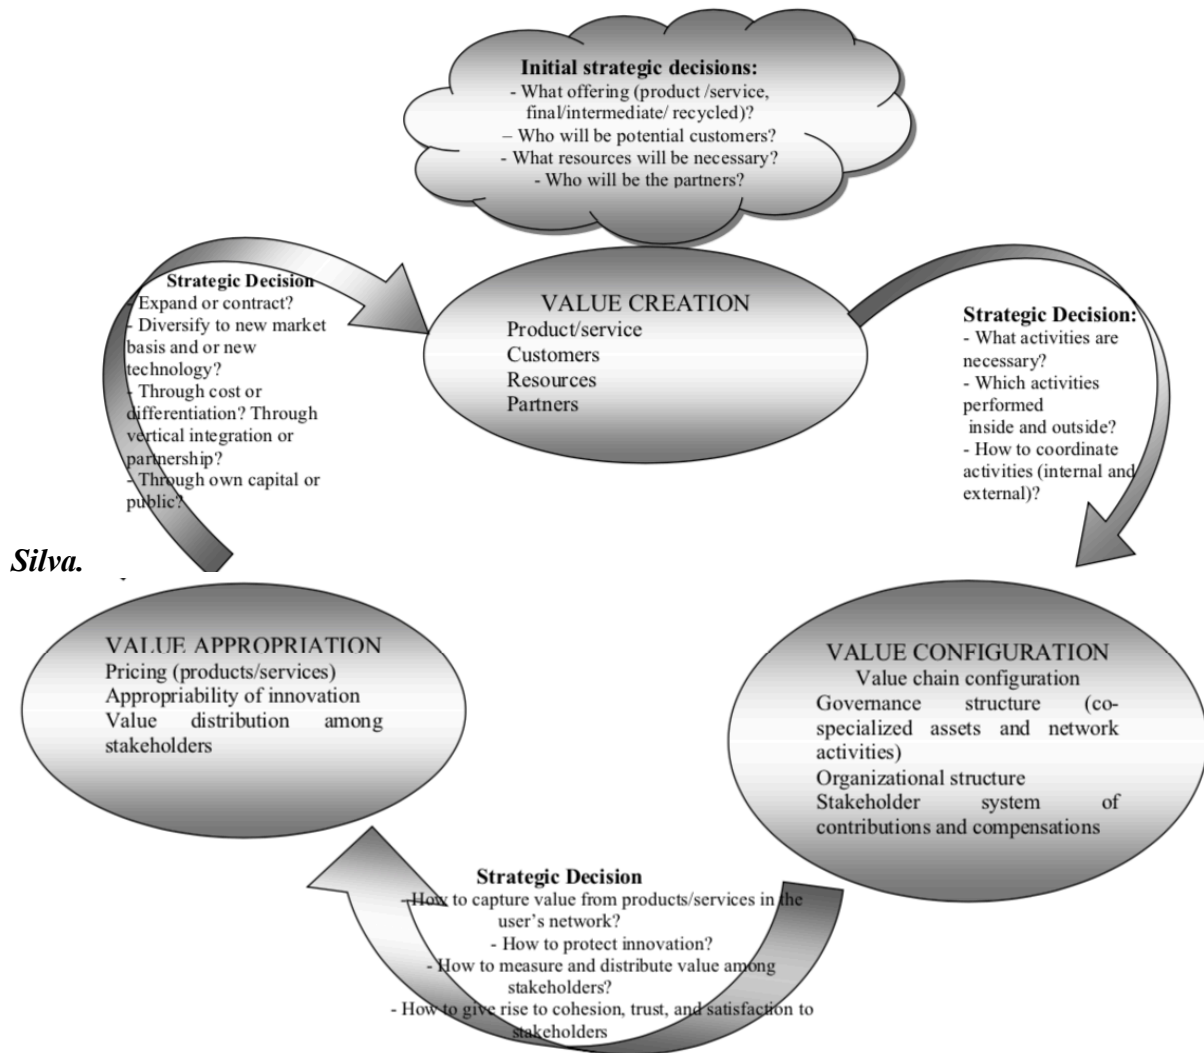 Initial strategic decisions:
- What offering (product /service,
final/intermediate/ recycled)?
– Who will be potential customers?
- What resources will be necessary?
- Who will be the partners?
VALUE CREATION
Product/service
Customers
Resources
Partners
Strategic Decision:
- What activities are
necessary?
- Which activities
performed
inside and outside?
- How to coordinate
activities (internal and
external)?
VALUE CONFIGURATION
Value chain configuration
Governance structure (co-
specialized assets and network
activities)
Organizational structure
Stakeholder system of
contributions and compensations
Strategic Decision
- How to capture value from products/services in the
user's network?
- How to protect innovation?
- How to measure and distribute value among
stakeholders?
- How to give rise to cohesion, trust, and satisfaction to
stakeholders
VALUE APPROPRIATION
Pricing (products/services)
Appropriability of innovation
Value distribution among
stakeholders
Strategic Decision
- Expand or contract?
- Diversify to new market
basis and or new
technology?
- Through cost or
differentiation? Through
vertical integration or
partnership?
- Through own capital or
public?
Silva.